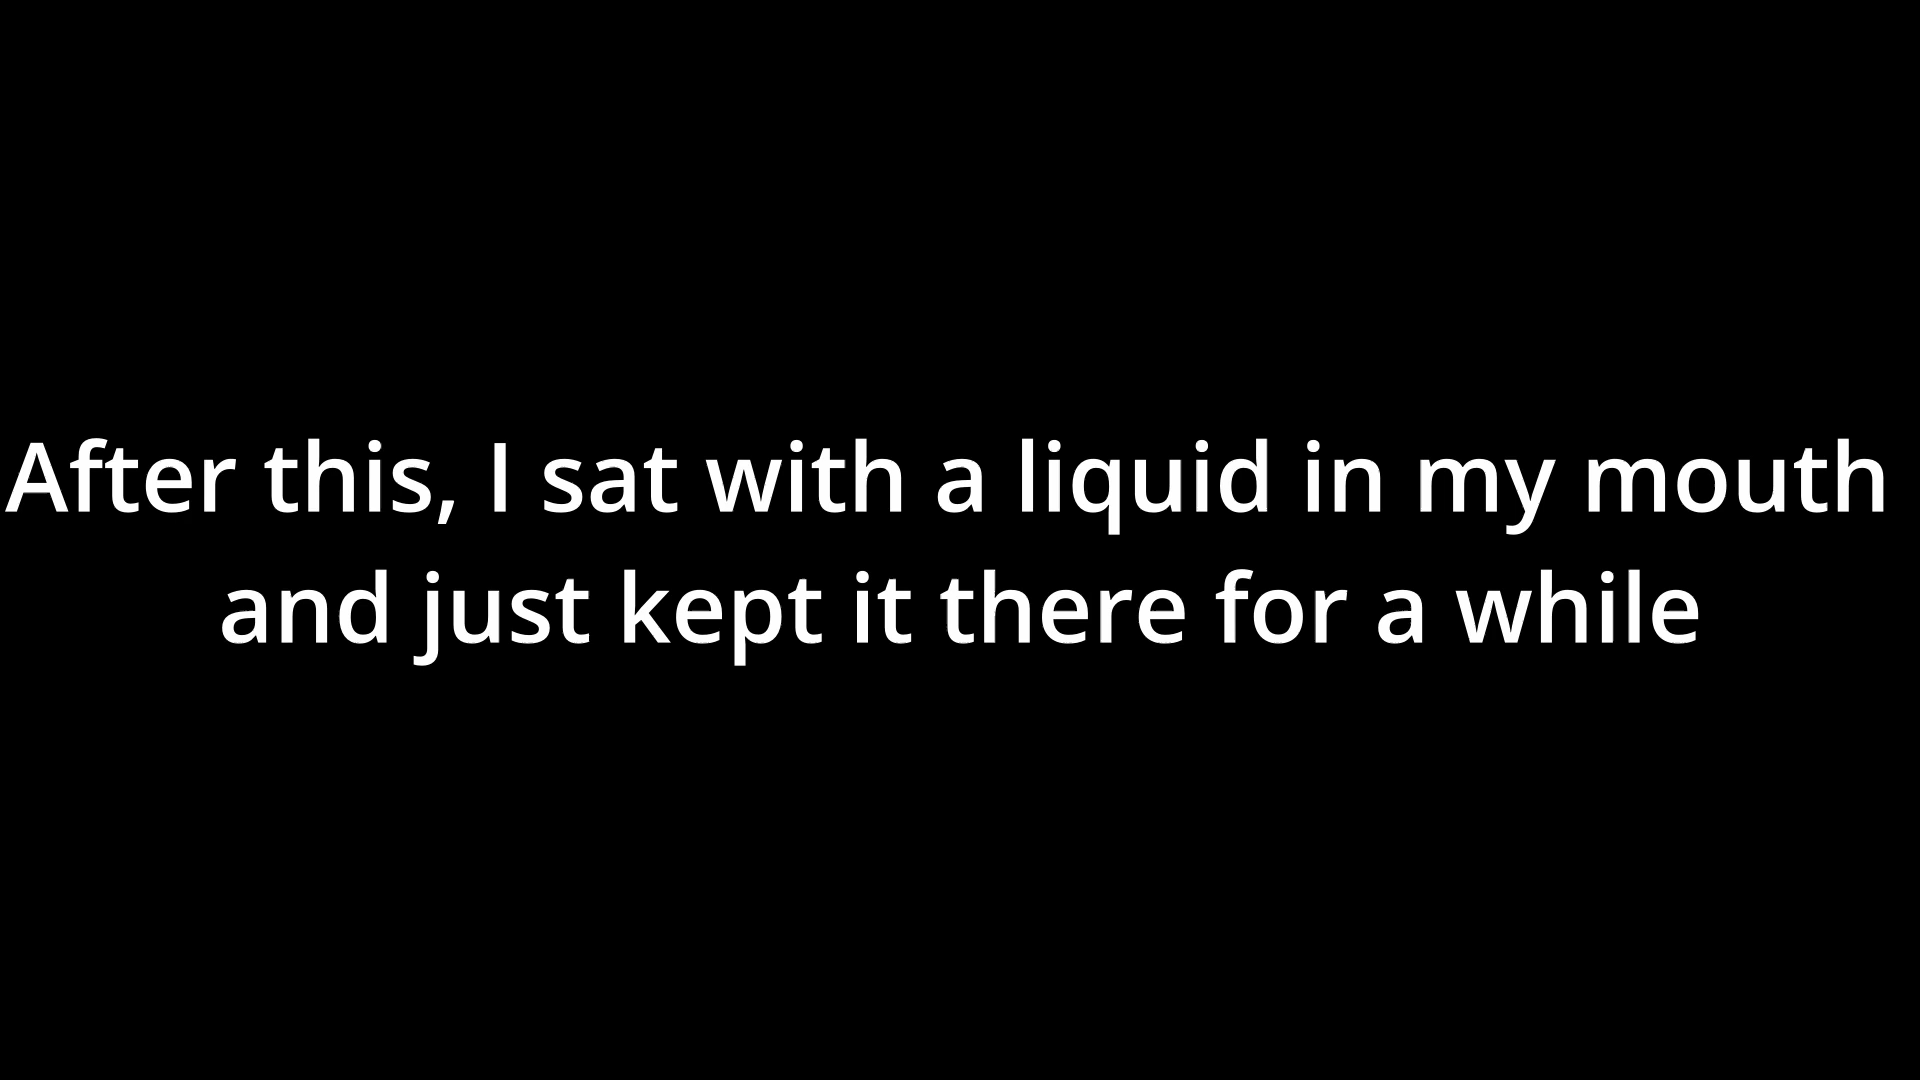 After this, I sat with a liquid in my mouth
and just kept it there for a while